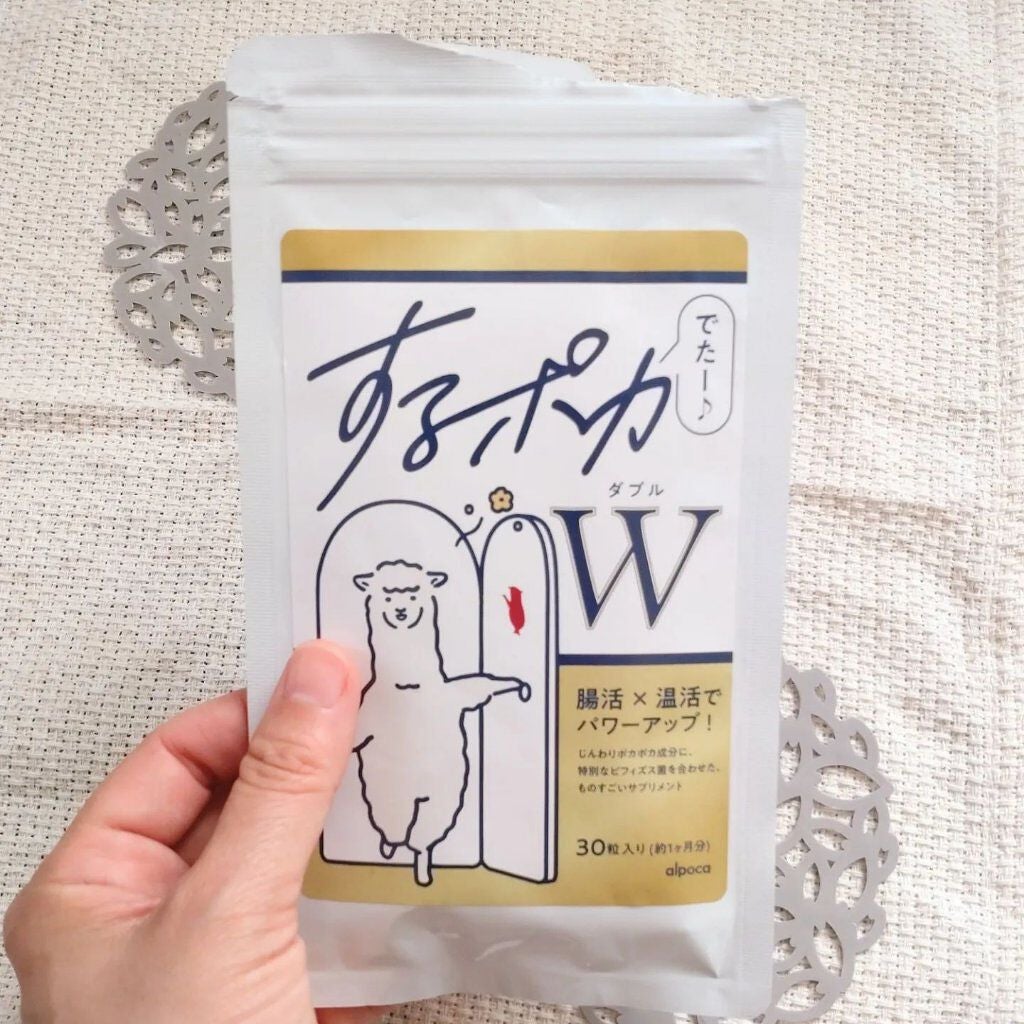 でたー♪
するポカ
ダブル
W
腸活 × 温活で
パワーアップ!
じんわりポカポカ成分に、
特別なビフィズス菌を合わせた、
ものすごいサプリメント
30粒入り(約1ヶ月分)
alpoca